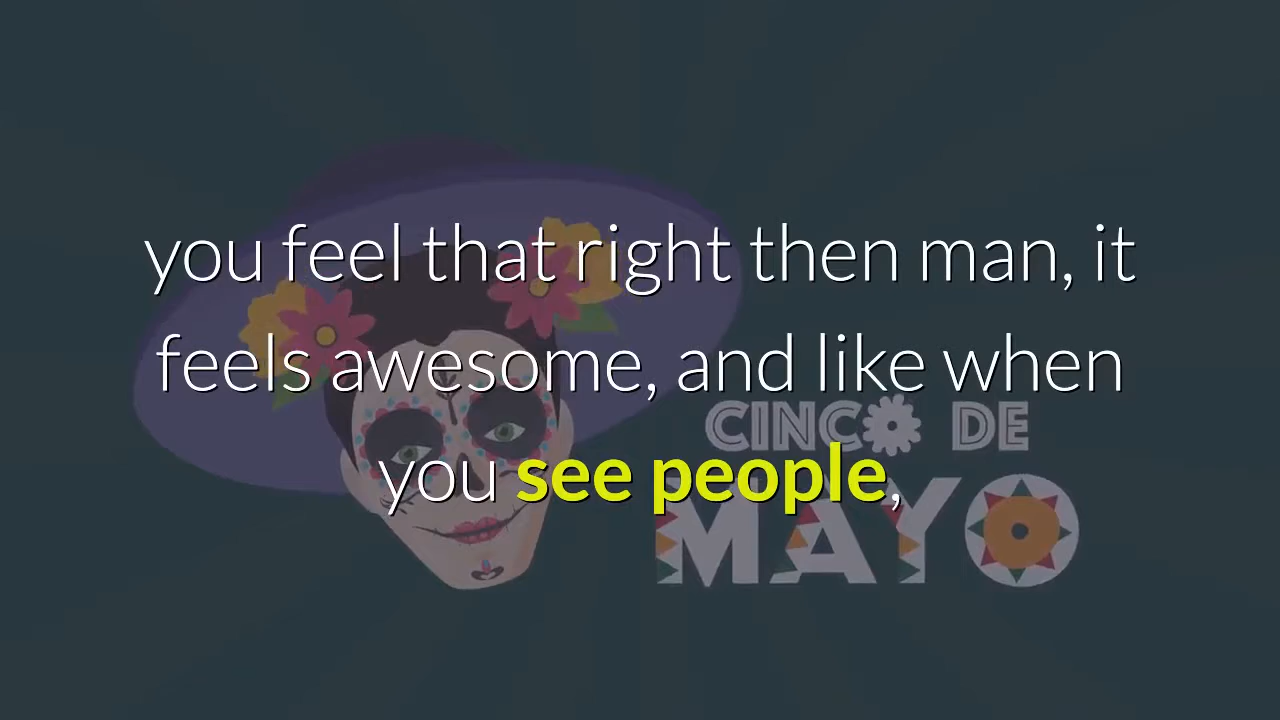 you feel that right then man, it
feels awesome, and like when
you see people,
CINCO DE
MAYO